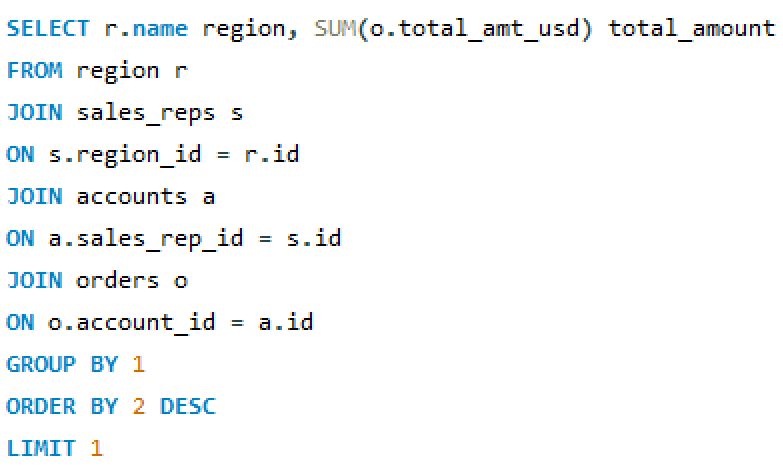 SELECT r.name region, SUM(o.total_amt_usd) total_amount
FROM region r
JOIN sales_reps s
ON s.region_id = r.id
JOIN accounts a
ON a.sales_rep_id = s.id
JOIN orders o
ON o.account_id = a.id
GROUP BY 1
ORDER BY 2 DESC
LIMIT 1